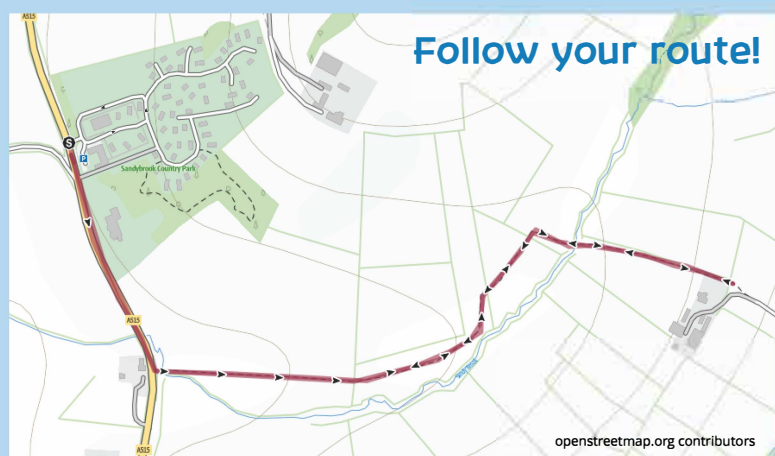 A515
Follow your route!
S
P
Sandybrook Country Park
A515
A515
openstreetmap.org contributors